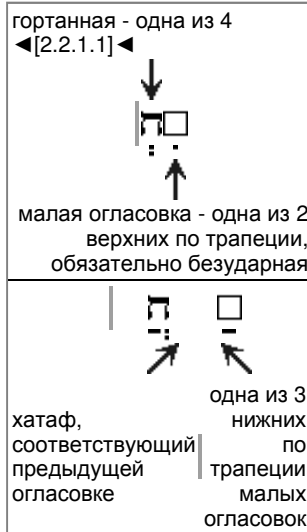 гортанная - одна из 4
◄[2.2.1.1]◄
□ִחְ
малая огласовка - одна из 2
верхних по трапеции,
обязательно безударная
□ַ חֲ
хатаф,
соответствующий
предыдущей
огласовке
одна из 3
нижних
по
трапеции
малых
огласовок